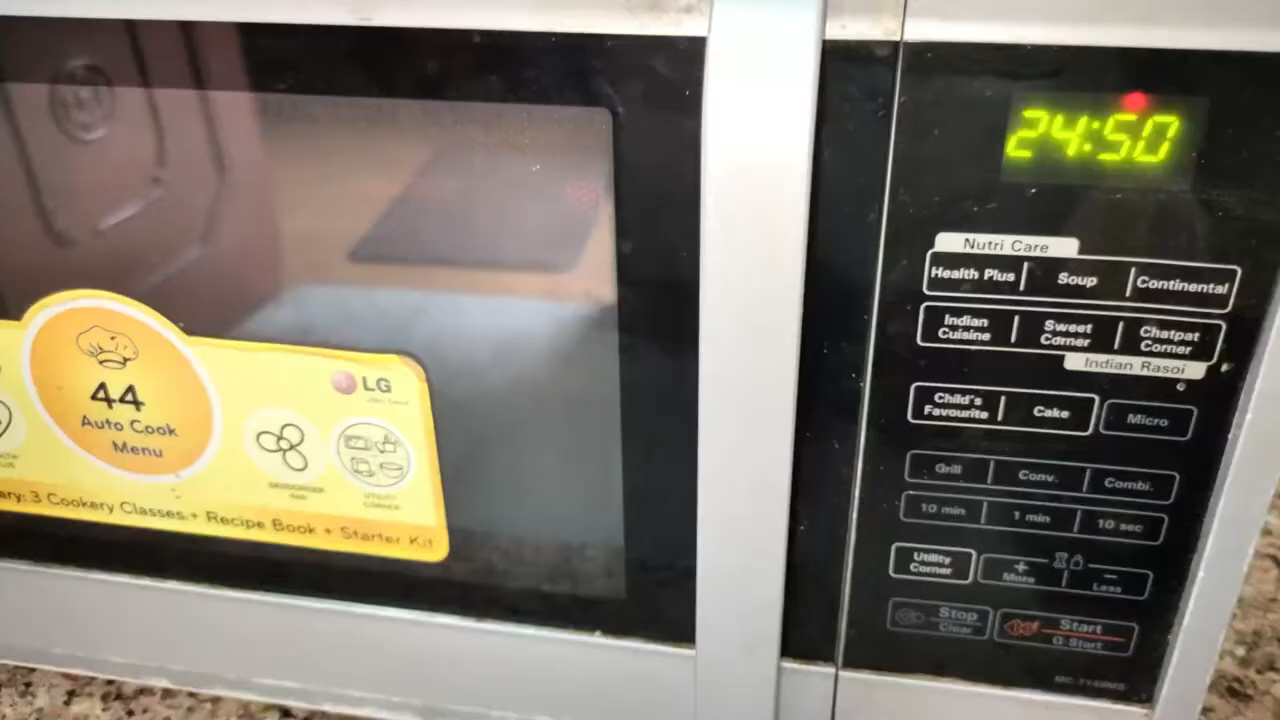 24:50
Nutri Care
Health Plus Soup Continental
Indian Cuisine Sweet Corner Chatpat Corner
Indian Rasoi
Child's Favourite Cake Micro
Grill Conv. Combi.
10 min 1 min 10 sec
Utility Corner + More - Less
Stop Clear Start Q-Start
LG
44
Auto Cook
Menu
3 Cookery Classes + Recipe Book + Starter Kit